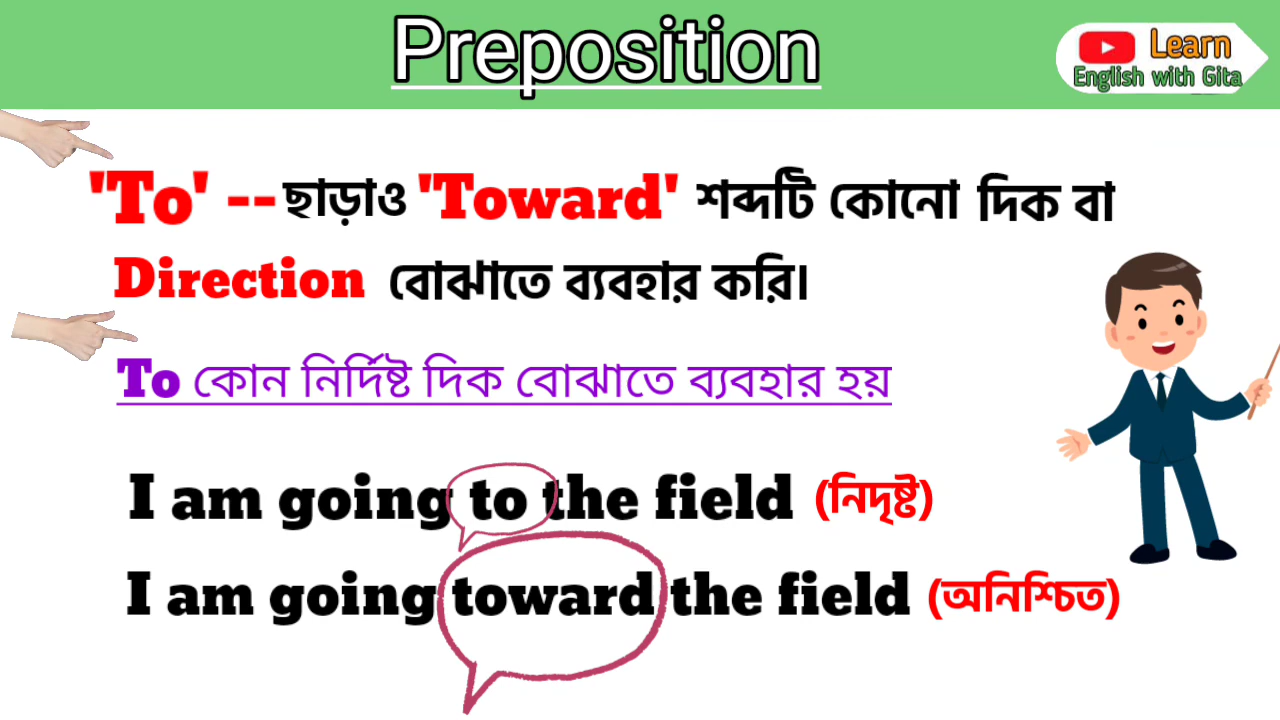 Preposition
Learn
English with Gita
'To' -- ছাড়াও 'Toward' শব্দটি কোনো দিক বা
Direction বোঝাতে ব্যবহার করি।
To কোন নির্দিষ্ট দিক বোঝাতে ব্যবহার হয়
I am going to the field (নিদৃষ্ট)
I am going toward the field (অনিশ্চিত)